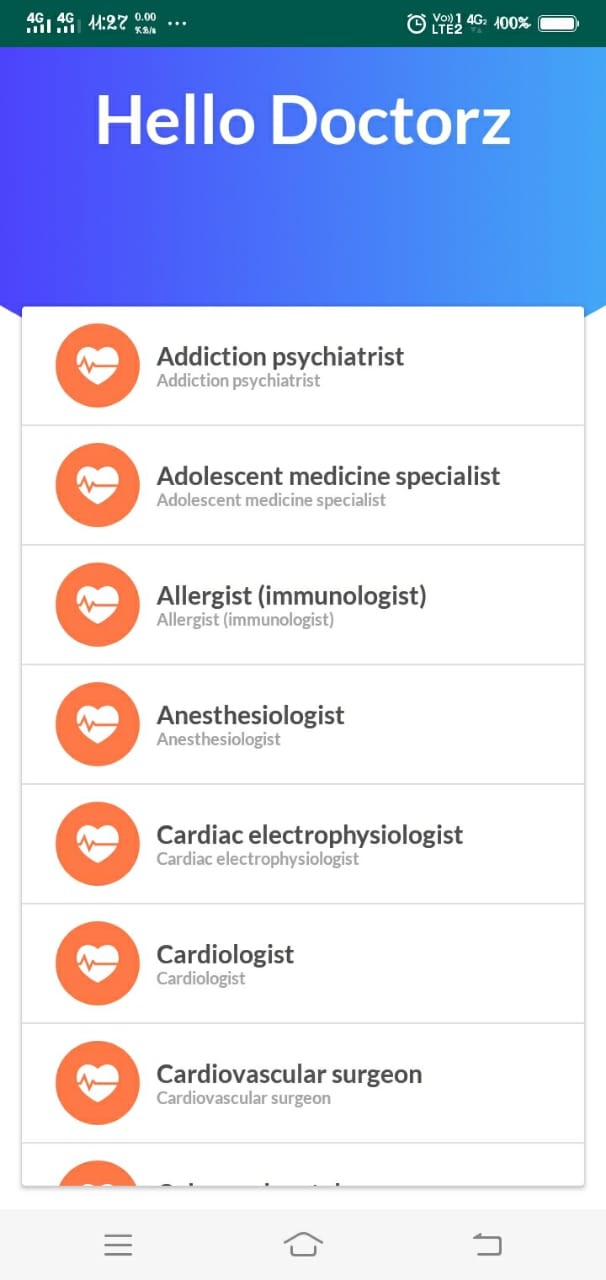 4G 4G 11:27 0.00 KB/s ... Vo)) 1 LTE2 4G2 100%
Hello Doctorz
Addiction psychiatrist
Addiction psychiatrist
Adolescent medicine specialist
Adolescent medicine specialist
Allergist (immunologist)
Allergist (immunologist)
Anesthesiologist
Anesthesiologist
Cardiac electrophysiologist
Cardiac electrophysiologist
Cardiologist
Cardiologist
Cardiovascular surgeon
Cardiovascular surgeon